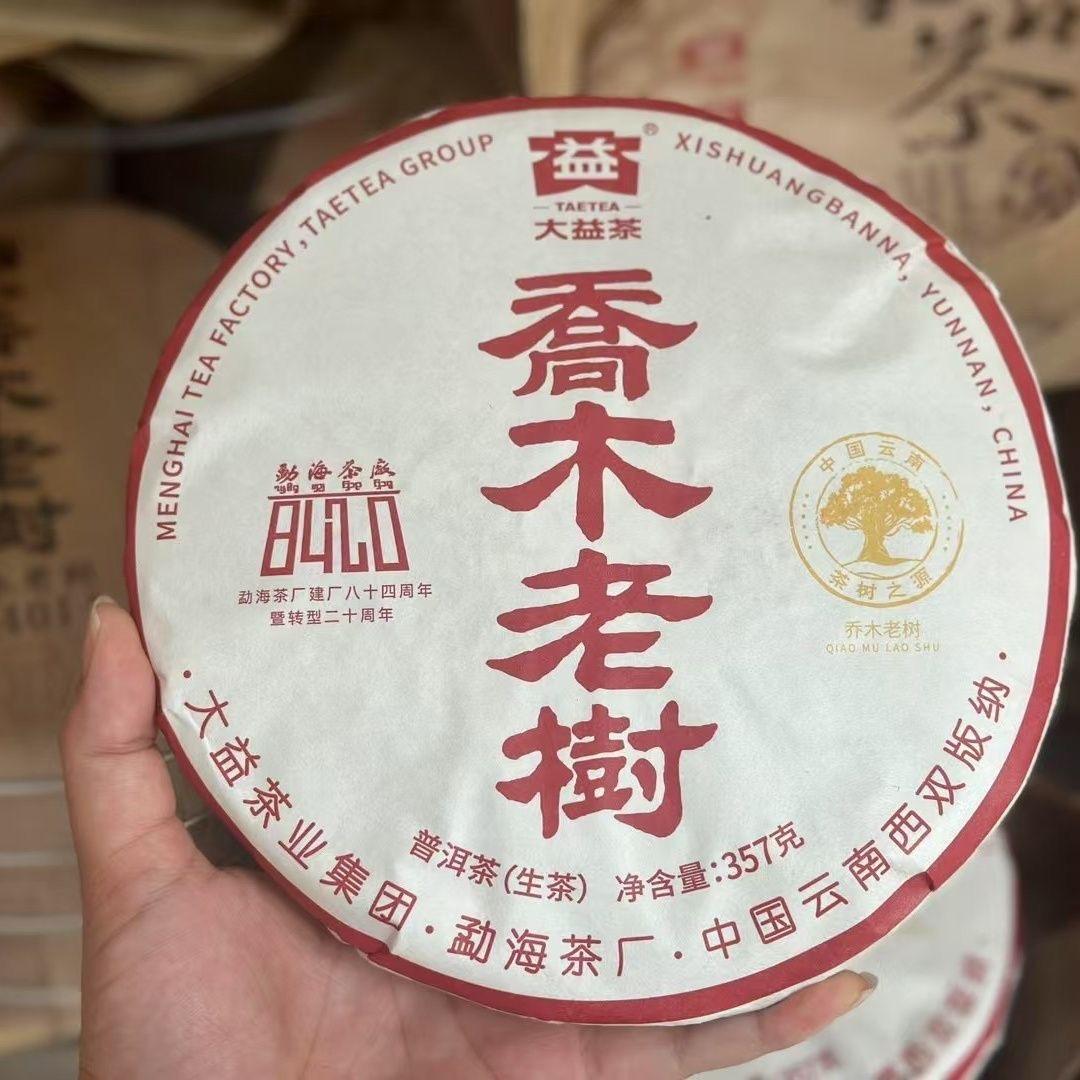 MENGHAI TEA FACTORY, TAETEA GROUP
益®
TAETEA
大益茶
XISHUANGBANNA, YUNNAN, CHINA
喬木老樹
勐海茶廠
84i20
勐海茶厂建厂八十四周年
暨转型二十周年
中国云南
茶树之源
乔木老树
QIAO MU LAO SHU
普洱茶(生茶) 净含量:357克
·大益茶业集团·勐海茶厂·中国云南西双版纳·
茶